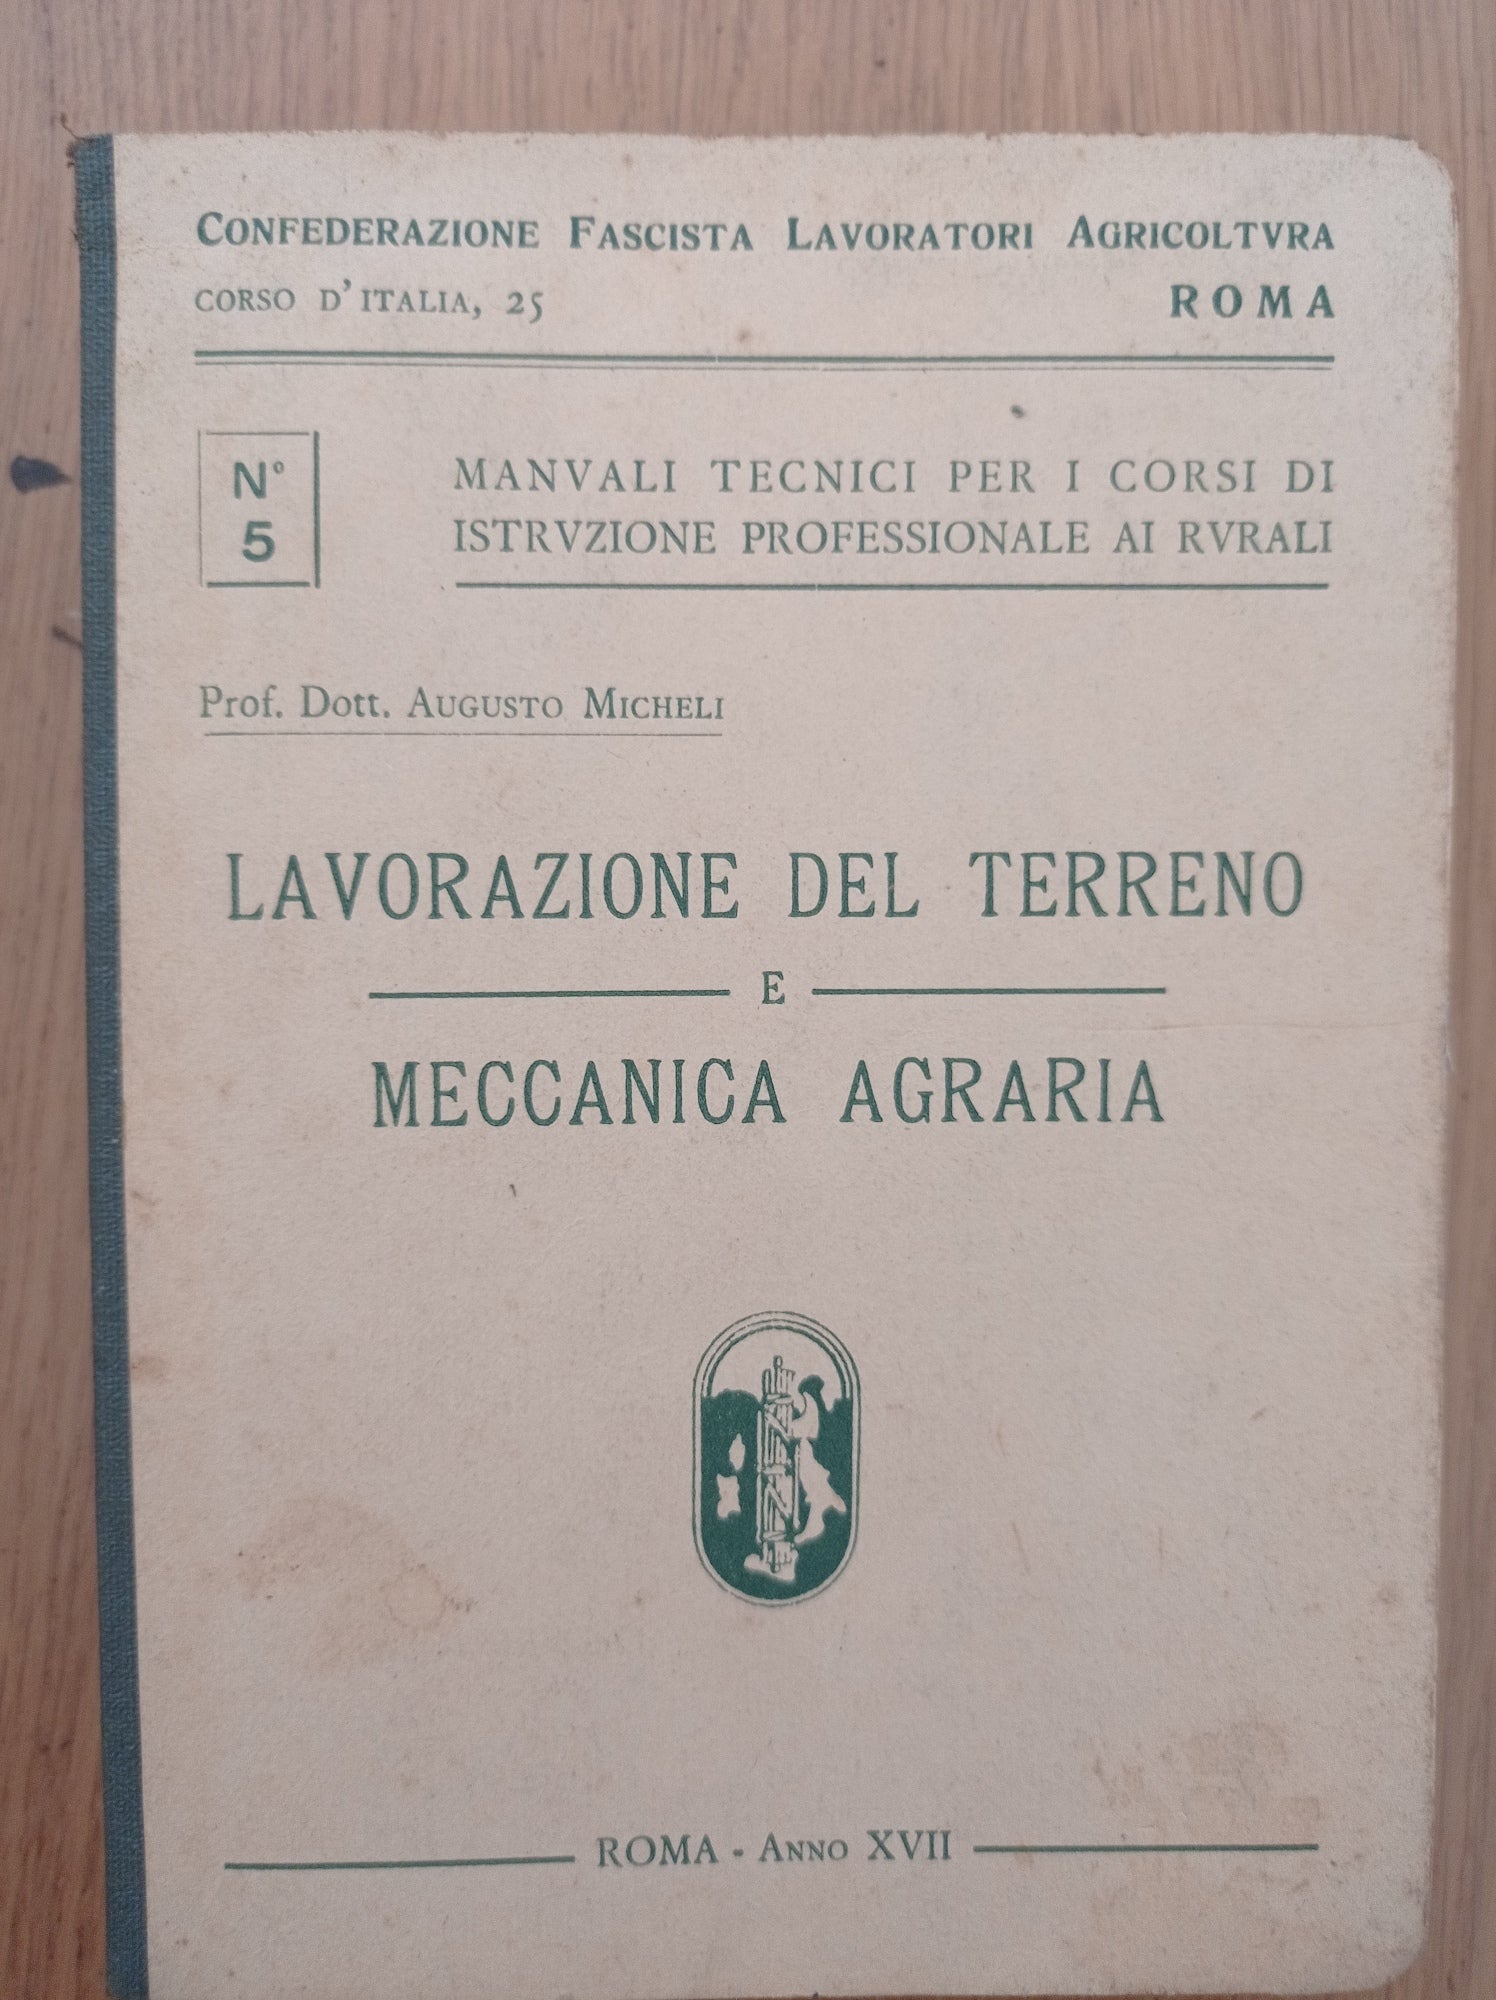 CONFEDERAZIONE FASCISTA LAVORATORI AGRICOLTVRA
CORSO D'ITALIA, 25 ROMA
N° 5
MANVALI TECNICI PER I CORSI DI
ISTRVZIONE PROFESSIONALE AI RVRALI
Prof. Dott. AUGUSTO MICHELI
LAVORAZIONE DEL TERRENO
E
MECCANICA AGRARIA
ROMA - ANNO XVII